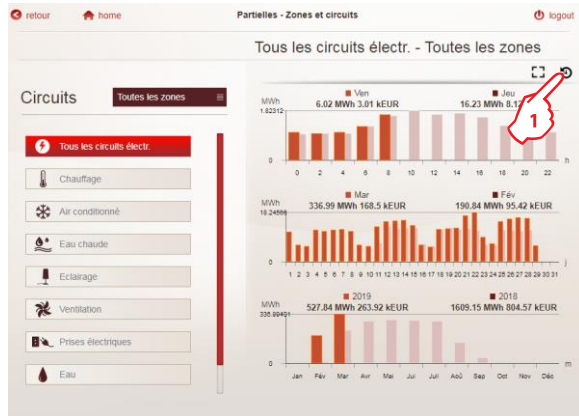 retour home Partielles - Zones et circuits logout
Tous les circuits électr. - Toutes les zones
Circuits Toutes les zones
Tous les circuits électr.
Chauffage
Air conditionné
Eau chaude
Eclairage
Ventilation
Prises électriques
Eau
Ven Jeu
MWh 6.02 MWh 3.01 kEUR 16.23 MWh 8.12
1.82312
0
0 2 4 6 8 10 12 14 16 18 20 22 h
1
Mar Fév
MWh 336.99 MWh 168.5 kEUR 190.84 MWh 95.42 kEUR
16.24566
0
1 2 3 4 5 6 7 8 9 10 11 12 13 14 15 16 17 18 19 20 21 22 23 24 25 26 27 28 29 30 31 j
2019 2018
MWh 527.84 MWh 263.92 kEUR 1609.15 MWh 804.57 kEUR
0
Jan Fév Mar Avr Mai Jui Juil Aoû Sep Oct Nov Déc m